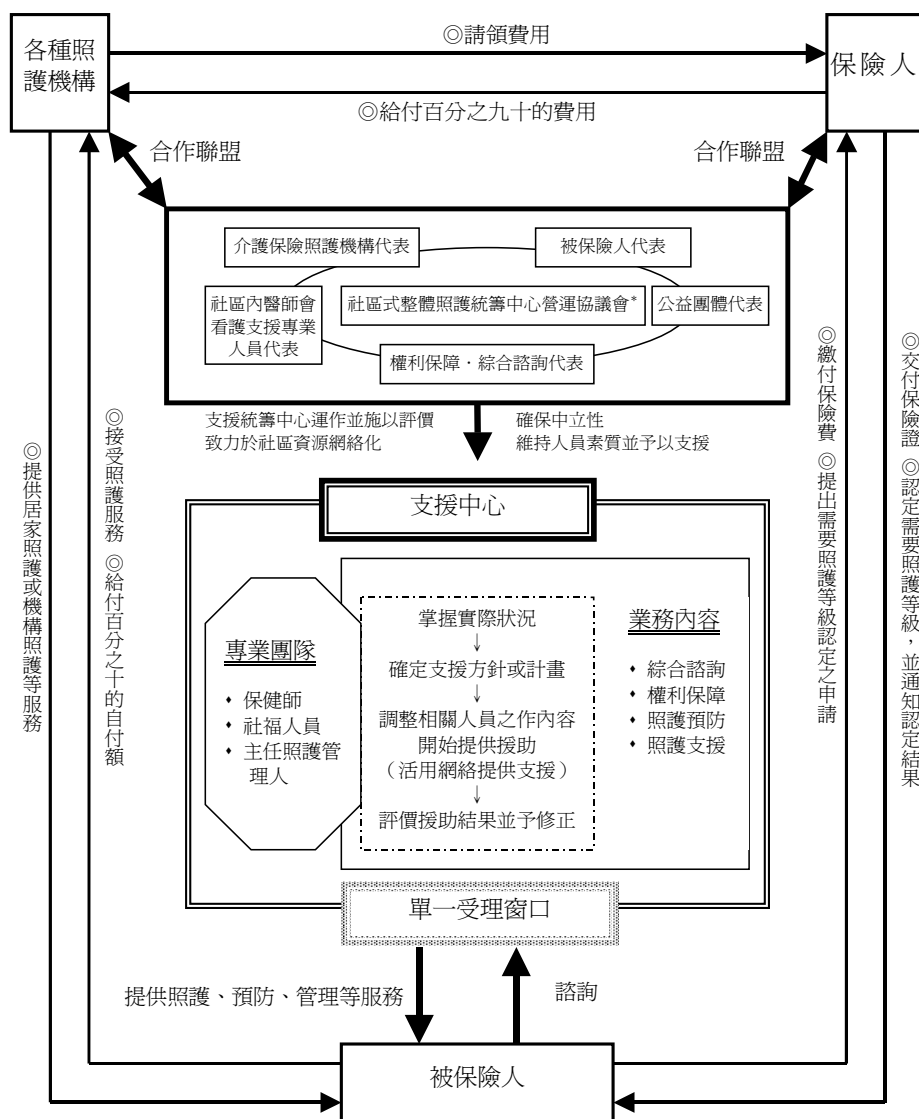 ◎請領費用
各種照
護機構
保險人
◎給付百分之九十的費用
合作聯盟
合作聯盟
介護保險照護機構代表
被保險人代表
社區內醫師會
看護支援專業
人員代表
社區式整體照護統籌中心營運協議會*
公益團體代表
權利保障．綜合諮詢代表
支援統籌中心運作並施以評價
致力於社區資源網絡化
確保中立性
維持人員素質並予以支援
◎提供居家照護或機構照護等服務
◎接受照護服務 ◎給付百分之十的自付額
◎繳付保險費 ◎提出需要照護等級認定之申請
◎交付保險證 ◎認定需要照護等級，並通知認定結果
支援中心
專業團隊
• 保健師
• 社福人員
• 主任照護管
理人
掌握實際狀況
↓
確定支援方針或計畫
↓
調整相關人員之作內容
開始提供援助
（活用網絡提供支援）
↓
評價援助結果並予修正
業務內容
• 綜合諮詢
• 權利保障
• 照護預防
• 照護支援
單一受理窗口
提供照護、預防、管理等服務
諮詢
被保險人